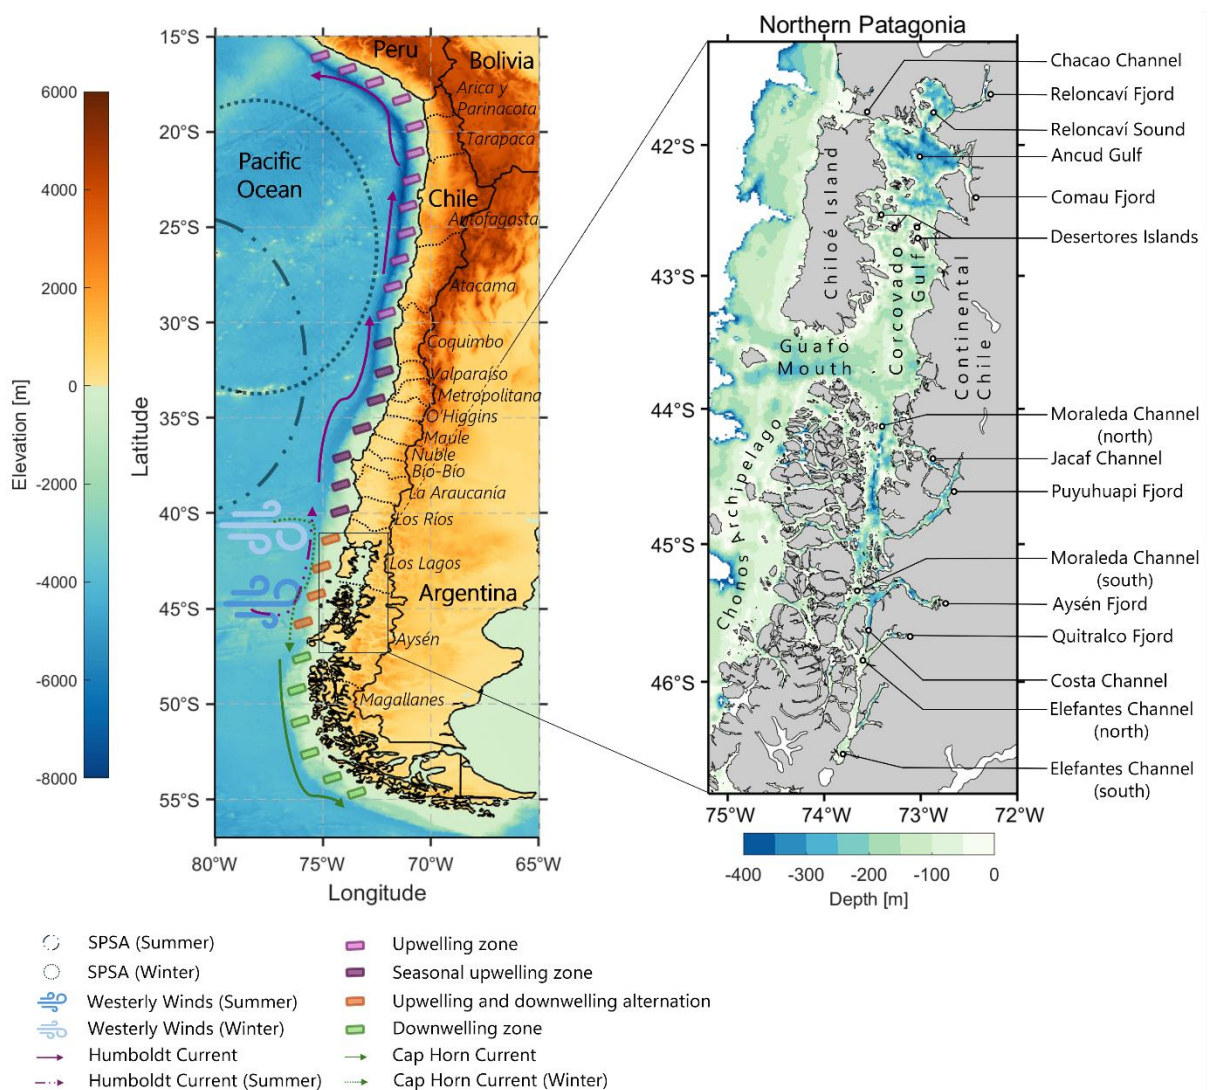 Northern Patagonia
15°S
20°S
25°S
30°S
35°S
40°S
45°S
50°S
55°S
80°W
75°W
70°W
65°W
Latitude
Longitude
6000
4000
2000
0
-2000
-4000
-6000
-8000
Elevation [m]
Peru
Bolivia
Pacific
Ocean
Chile
Argentina
Arica y
Parinacota
Tarapaca
Antofagasta
Atacama
Coquimbo
Valparaíso
Metropolitana
O'Higgins
Maule
Ñuble
Bío-Bío
La Araucanía
Los Ríos
Los Lagos
Aysén
Magallanes
42°S
43°S
44°S
45°S
46°S
75°W
74°W
73°W
72°W
Chiloé Island
Corcovado
Gulf
Continental
Chile
Guafo
Mouth
Chonos Archipelago
Chacao Channel
Reloncaví Fjord
Reloncaví Sound
Ancud Gulf
Comau Fjord
Desertores Islands
Moraleda Channel
(north)
Jacaf Channel
Puyuhuapi Fjord
Moraleda Channel
(south)
Aysén Fjord
Quitralco Fjord
Costa Channel
Elefantes Channel
(north)
Elefantes Channel
(south)
-400
-300
-200
-100
0
Depth [m]
SPSA (Summer)
SPSA (Winter)
Westerly Winds (Summer)
Westerly Winds (Winter)
Humboldt Current
Humboldt Current (Summer)
Upwelling zone
Seasonal upwelling zone
Upwelling and downwelling alternation
Downwelling zone
Cap Horn Current
Cap Horn Current (Winter)